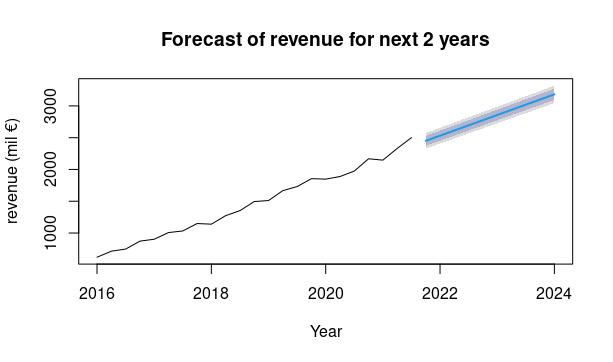 Forecast of revenue for next 2 years
revenue (mil €)
3000
2000
1000
2016 2018 2020 2022 2024
Year